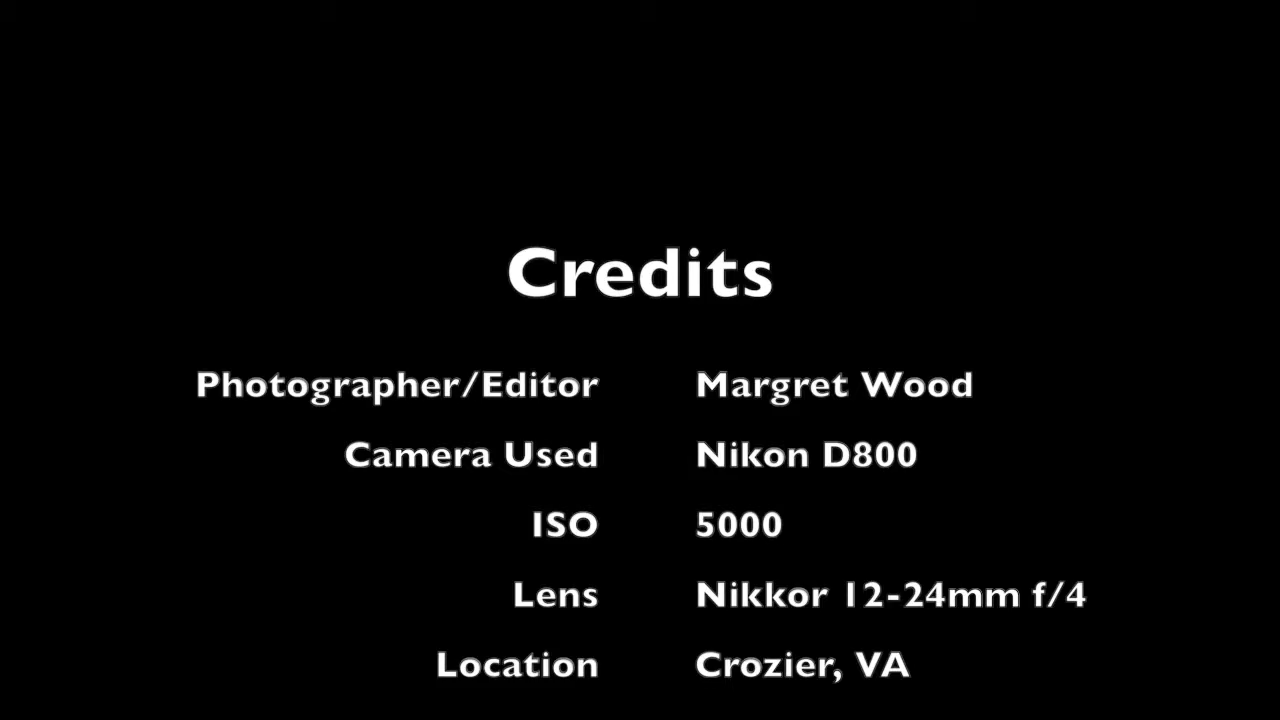 Credits
Photographer/Editor Margret Wood
Camera Used Nikon D800
ISO 5000
Lens Nikkor 12-24mm f/4
Location Crozier, VA